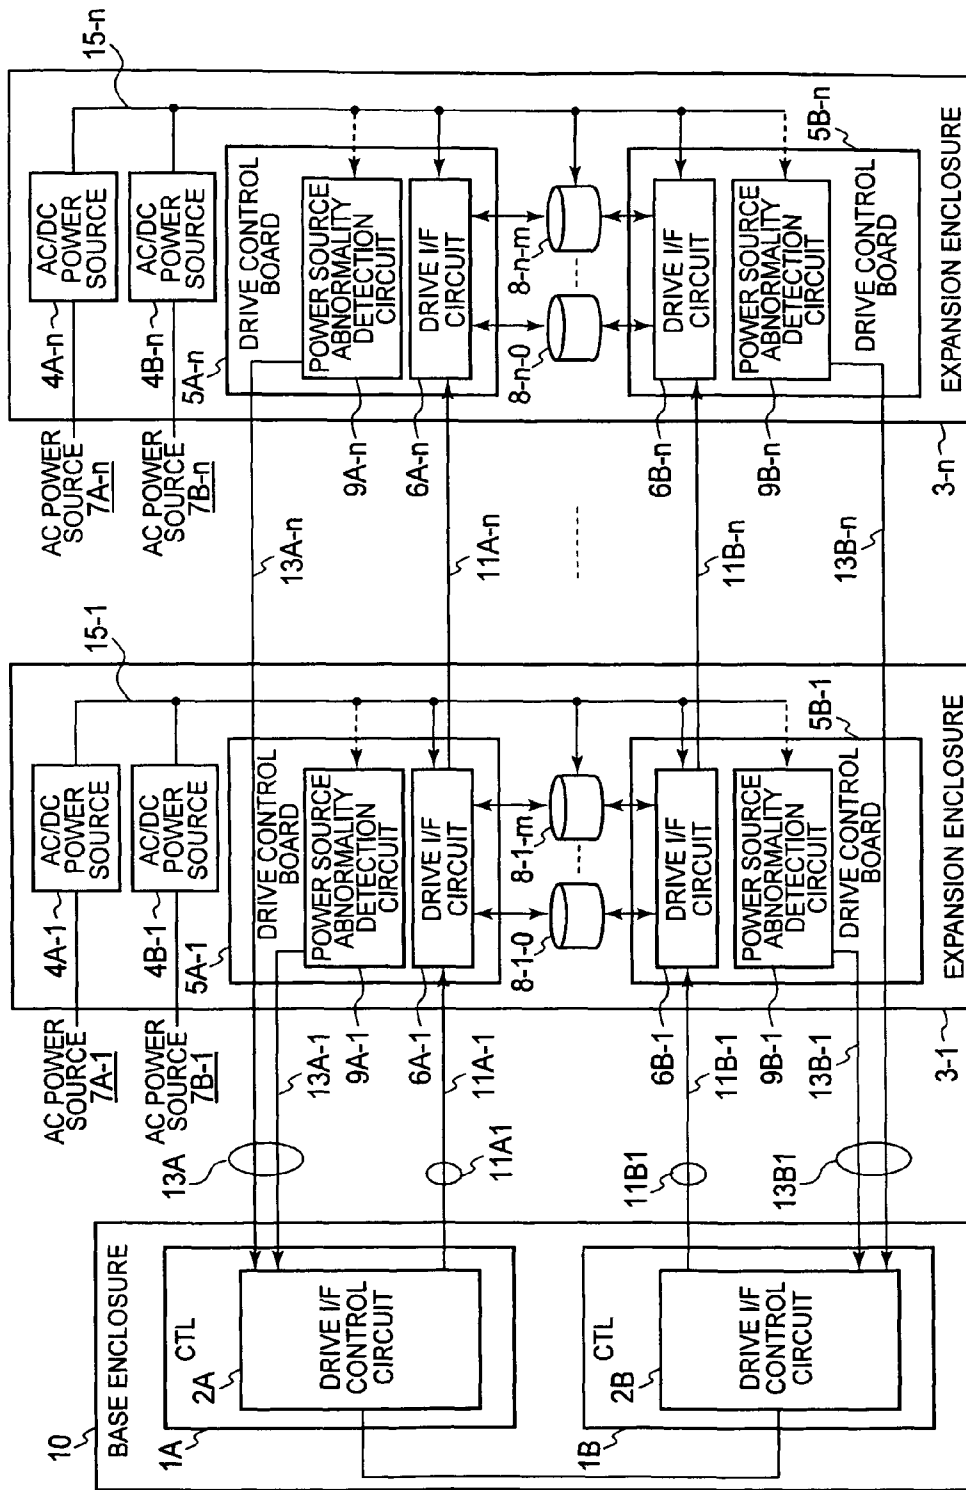 10
BASE ENCLOSURE
1A
CTL
2A
DRIVE I/F
CONTROL
CIRCUIT
1B
CTL
2B
DRIVE I/F
CONTROL
CIRCUIT
13A
11A1
11B1
13B1
AC POWER
SOURCE
7A-1
AC POWER
SOURCE
7B-1
13A-1
9A-1
6A-1
11A-1
6B-1
11B-1
9B-1
13B-1
3-1
4A-1
4B-1
5A-1
AC/DC
POWER
SOURCE
AC/DC
POWER
SOURCE
15-1
DRIVE CONTROL
BOARD
POWER SOURCE
ABNORMALITY
DETECTION
CIRCUIT
DRIVE I/F
CIRCUIT
8-1-0
8-1-m
DRIVE I/F
CIRCUIT
POWER SOURCE
ABNORMALITY
DETECTION
CIRCUIT
DRIVE CONTROL
BOARD
5B-1
EXPANSION ENCLOSURE
AC POWER
SOURCE
7A-n
AC POWER
SOURCE
7B-n
13A-n
9A-n
6A-n
11A-n
6B-n
11B-n
9B-n
13B-n
3-n
4A-n
4B-n
5A-n
AC/DC
POWER
SOURCE
AC/DC
POWER
SOURCE
15-n
DRIVE CONTROL
BOARD
POWER SOURCE
ABNORMALITY
DETECTION
CIRCUIT
DRIVE I/F
CIRCUIT
8-n-0
8-n-m
DRIVE I/F
CIRCUIT
POWER SOURCE
ABNORMALITY
DETECTION
CIRCUIT
DRIVE CONTROL
BOARD
5B-n
EXPANSION ENCLOSURE